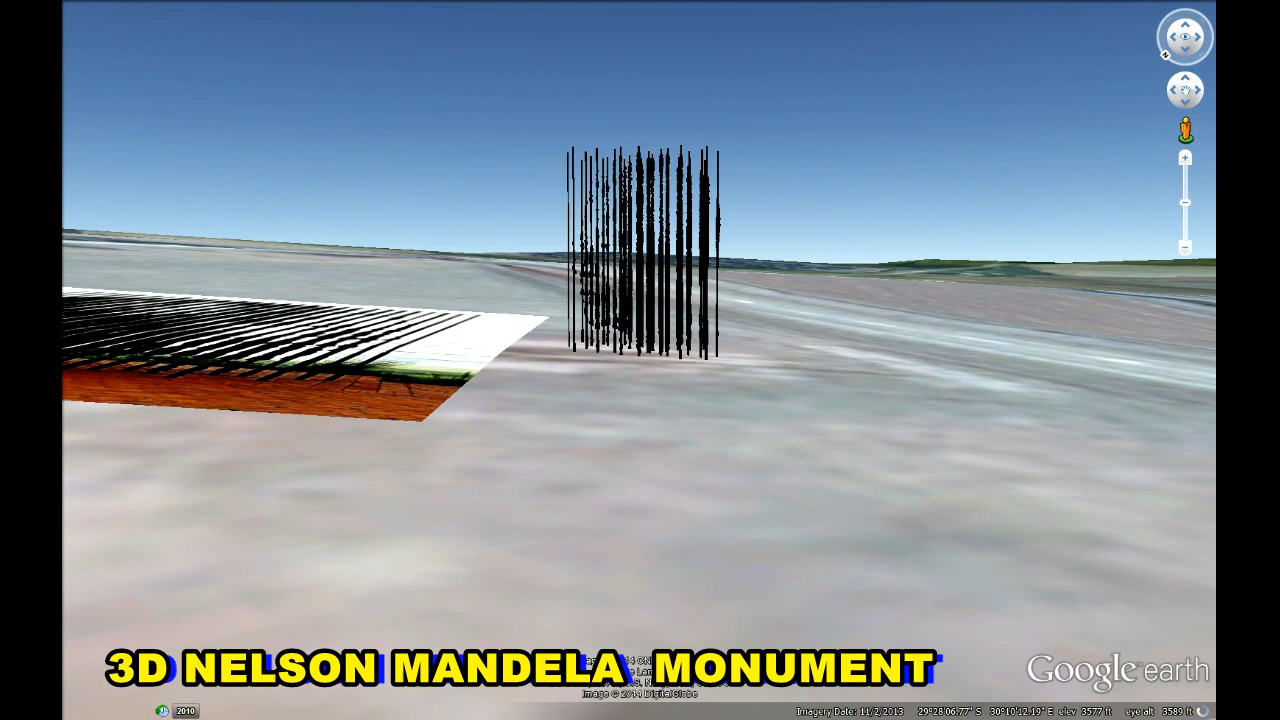 3D NELSON MANDELA MONUMENT
Image © 2014 DigitalGlobe
Google earth
2010
Imagery Date: 11/2/2013 29°28'06.77" S 30°10'12.19" E elev 3577 ft eye alt 3589 ft